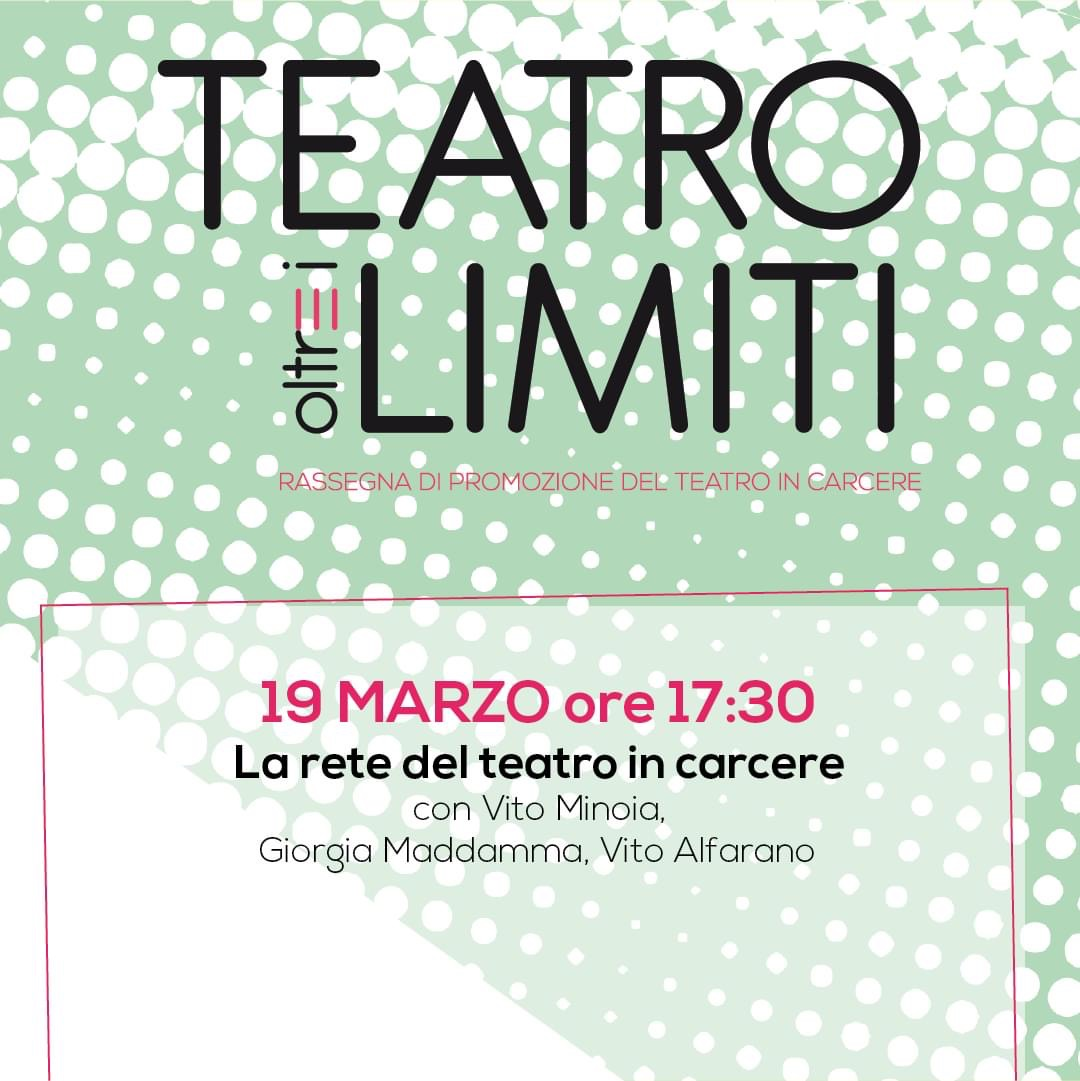 TEATRO
oltre i
LIMITI
RASSEGNA DI PROMOZIONE DEL TEATRO IN CARCERE
19 MARZO ore 17:30
La rete del teatro in carcere
con Vito Minoia,
Giorgia Maddamma, Vito Alfarano